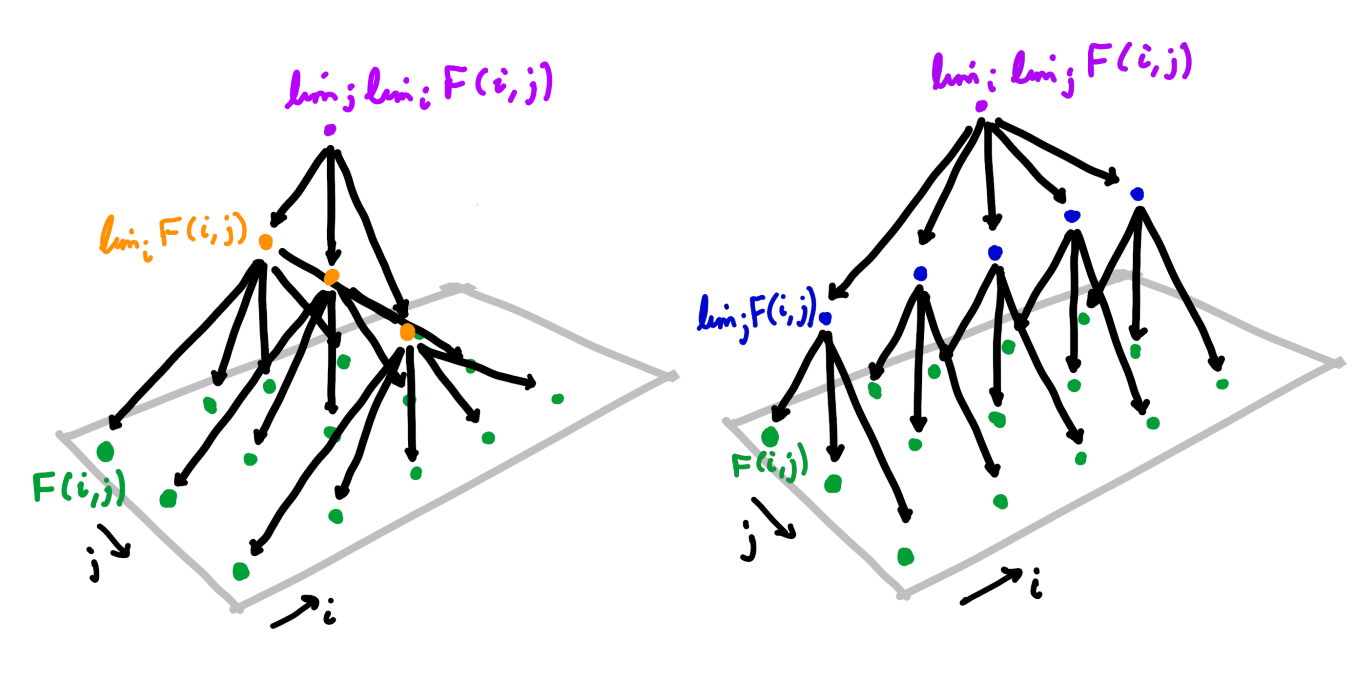 lim_j lim_i F(i,j)
lim_i F(i,j)
F(i,j)
j
i
lim_i lim_j F(i,j)
lim_j F(i,j)
F(i,j)
j
i